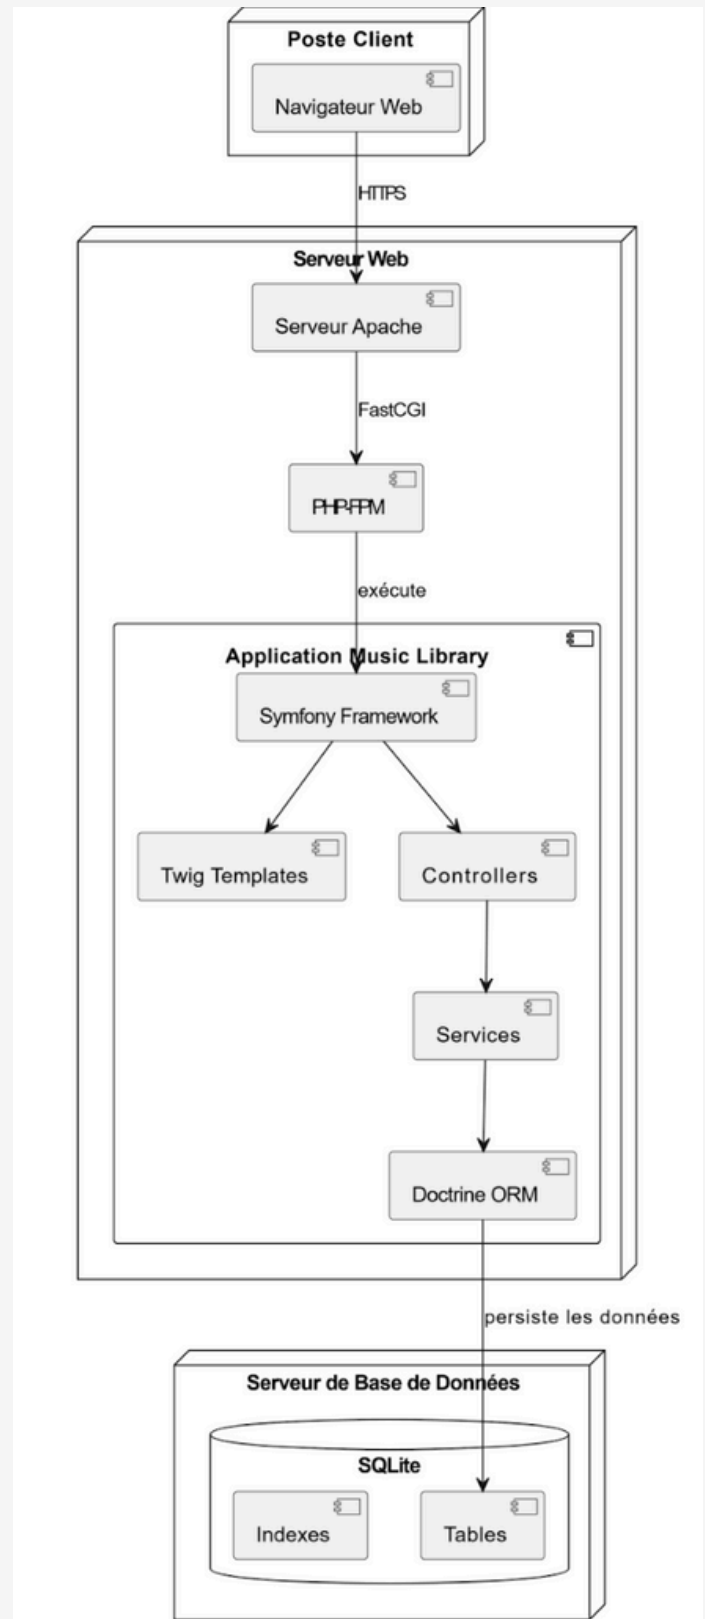 Poste Client
Navigateur Web
HTTPS
Serveur Web
Serveur Apache
FastCGI
PHP-FPM
exécute
Application Music Library
Symfony Framework
Twig Templates
Controllers
Services
Doctrine ORM
persiste les données
Serveur de Base de Données
SQLite
Indexes
Tables